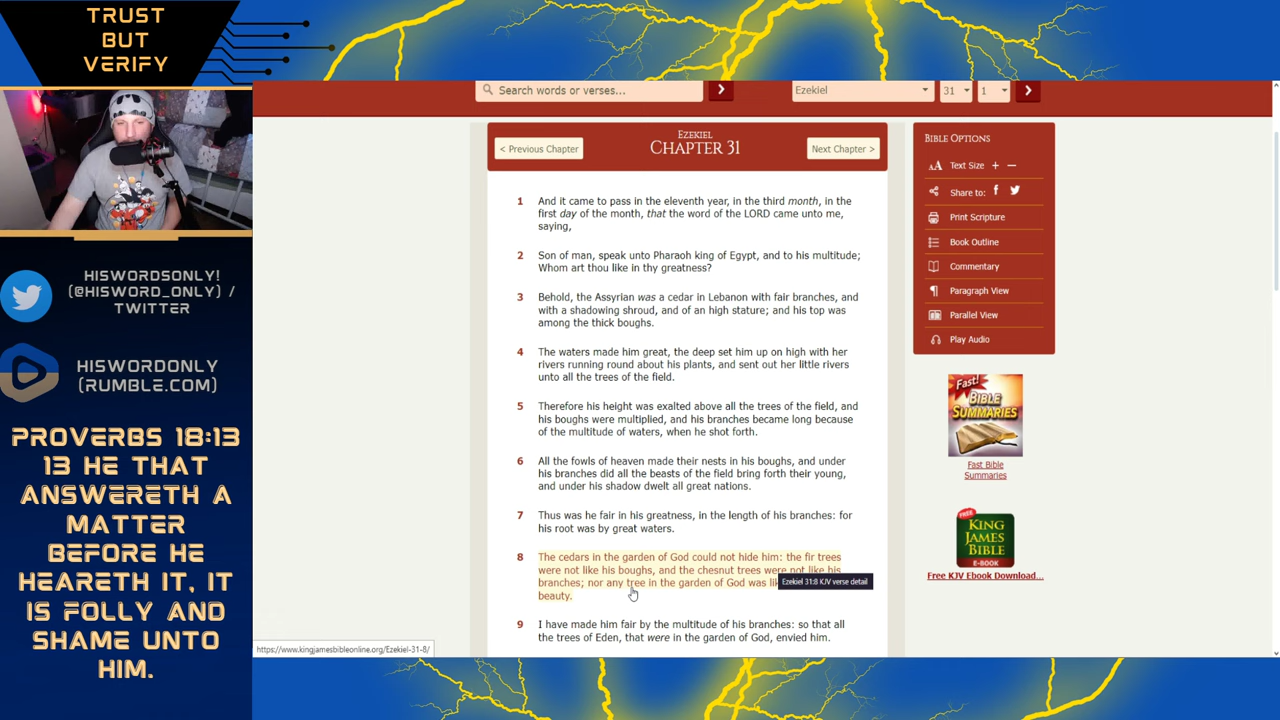 TRUST
BUT
VERIFY
HISWORDSONLY!
(@HISWORD_ONLY) /
TWITTER
HISWORDONLY
(RUMBLE.COM)
PROVERBS 18:13
13 HE THAT
ANSWERETH A
MATTER
BEFORE HE
HEARETH IT, IT
IS FOLLY AND
SHAME UNTO
HIM.
Search words or verses...
Ezekiel
31
1
EZEKIEL
CHAPTER 31
< Previous Chapter
Next Chapter >
1 And it came to pass in the eleventh year, in the third month, in the
first day of the month, that the word of the LORD came unto me,
saying,
2 Son of man, speak unto Pharaoh king of Egypt, and to his multitude;
Whom art thou like in thy greatness?
3 Behold, the Assyrian was a cedar in Lebanon with fair branches, and
with a shadowing shroud, and of an high stature; and his top was
among the thick boughs.
4 The waters made him great, the deep set him up on high with her
rivers running round about his plants, and sent out her little rivers
unto all the trees of the field.
5 Therefore his height was exalted above all the trees of the field, and
his boughs were multiplied, and his branches became long because
of the multitude of waters, when he shot forth.
6 All the fowls of heaven made their nests in his boughs, and under
his branches did all the beasts of the field bring forth their young,
and under his shadow dwelt all great nations.
7 Thus was he fair in his greatness, in the length of his branches: for
his root was by great waters.
8 The cedars in the garden of God could not hide him: the fir trees
were not like his boughs, and the chesnut trees were not like his
branches; nor any tree in the garden of God was
beauty.
Ezekiel 31:8 KJV verse detail
9 I have made him fair by the multitude of his branches: so that all
the trees of Eden, that were in the garden of God, envied him.
BIBLE OPTIONS
AA Text Size + −
Share to:
Print Scripture
Book Outline
Commentary
Paragraph View
Parallel View
Play Audio
Fast!
BIBLE
SUMMARIES
Fast Bible
Summaries
FREE
KING
JAMES
BIBLE
E-BOOK
Free KJV Ebook Download...
https://www.kingjamesbibleonline.org/Ezekiel-31-8/